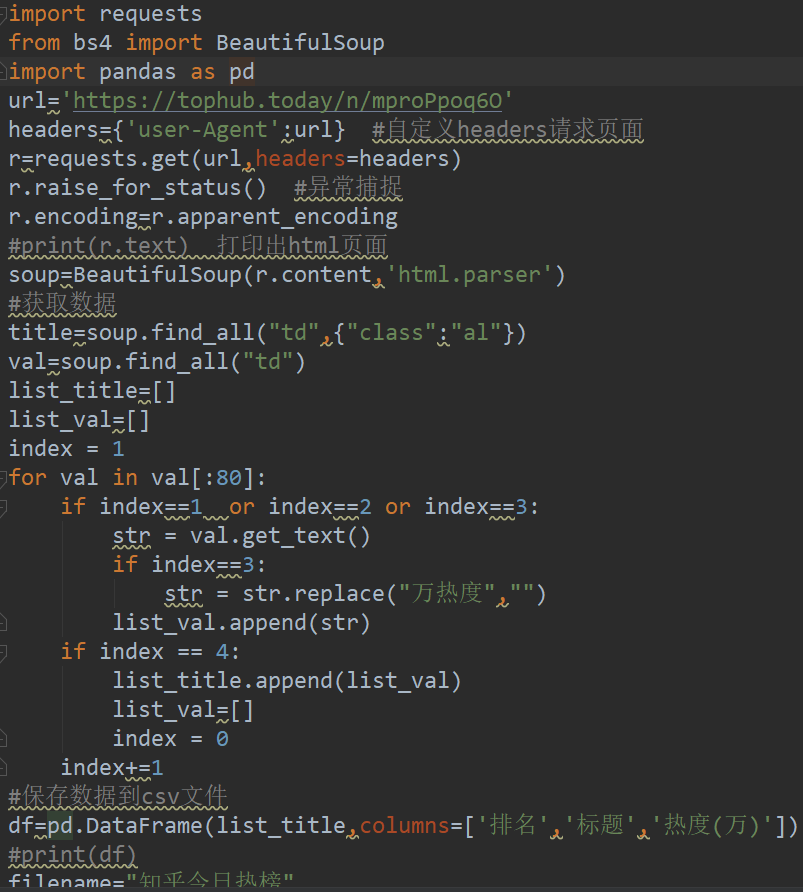 import requests
from bs4 import BeautifulSoup
import pandas as pd
url='https://tophub.today/n/mproPpoq6O'
headers={'user-Agent':url}  #自定义headers请求页面
r=requests.get(url,headers=headers)
r.raise_for_status()  #异常捕捉
r.encoding=r.apparent_encoding
#print(r.text)  打印出html页面
soup=BeautifulSoup(r.content,'html.parser')
#获取数据
title=soup.find_all("td",{"class":"al"})
val=soup.find_all("td")
list_title=[]
list_val=[]
index = 1
for val in val[:80]:
    if index==1  or index==2 or index==3:
        str = val.get_text()
        if index==3:
            str = str.replace("万热度","")
        list_val.append(str)
    if index == 4:
        list_title.append(list_val)
        list_val=[]
        index = 0
    index+=1
#保存数据到csv文件
df=pd.DataFrame(list_title,columns=['排名','标题','热度(万)'])
#print(df)
filename="知乎今日热榜"